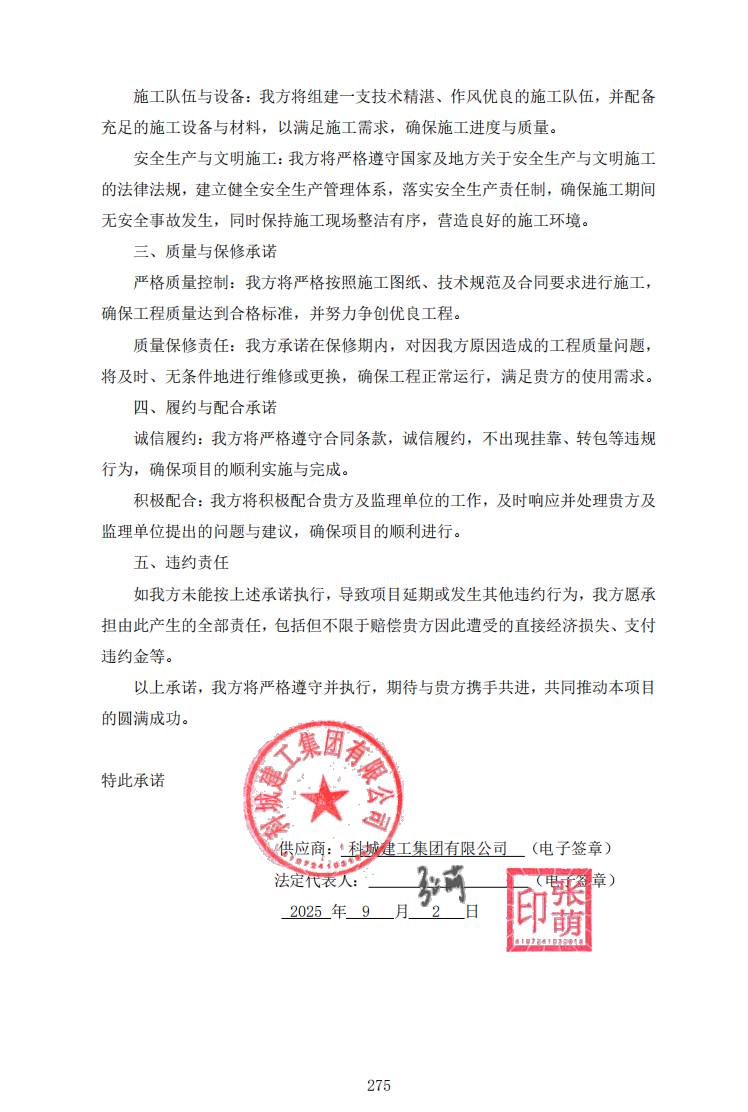 施工队伍与设备：我方将组建一支技术精湛、作风优良的施工队伍，并配备
充足的施工设备与材料，以满足施工需求，确保施工进度与质量。
安全生产与文明施工：我方将严格遵守国家及地方关于安全生产与文明施工
的法律法规，建立健全安全生产管理体系，落实安全生产责任制，确保施工期间
无安全事故发生，同时保持施工现场整洁有序，营造良好的施工环境。
三、质量与保修承诺
严格质量控制：我方将严格按照施工图纸、技术规范及合同要求进行施工，
确保工程质量达到合格标准，并努力争创优良工程。
质量保修责任：我方承诺在保修期内，对因我方原因造成的工程质量问题，
将及时、无条件地进行维修或更换，确保工程正常运行，满足贵方的使用需求。
四、履约与配合承诺
诚信履约：我方将严格遵守合同条款，诚信履约，不出现挂靠、转包等违规
行为，确保项目的顺利实施与完成。
积极配合：我方将积极配合贵方及监理单位的工作，及时响应并处理贵方及
监理单位提出的问题与建议，确保项目的顺利进行。
五、违约责任
如我方未能按上述承诺执行，导致项目延期或发生其他违约行为，我方愿承
担由此产生的全部责任，包括但不限于赔偿贵方因此遭受的直接经济损失、支付
违约金等。
以上承诺，我方将严格遵守并执行，期待与贵方携手共进，共同推动本项目
的圆满成功。
特此承诺
科城建工集团有限公司
供应商：科城建工集团有限公司（电子签章）
法定代表人：张萌（电子签章）
2025 年 9 月 2 日
张萌印
275